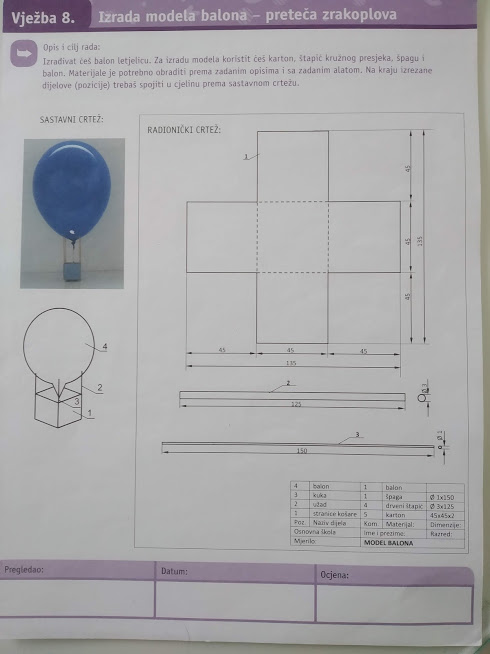 Vježba 8.
Izrada modela balona – preteča zrakoplova
Opis i cilj rada:
Izrađivat ćeš balon letjelicu. Za izradu modela koristit ćeš karton, štapić kružnog presjeka, špagu i
balon. Materijale je potrebno obraditi prema zadanim opisima i sa zadanim alatom. Na kraju izrezane
dijelove (pozicije) trebaš spojiti u cjelinu prema sastavnom crtežu.
SASTAVNI CRTEŽ:
RADIONIČKI CRTEŽ:
1
45
45
135
45
45 45 45
135
4
2
3
1
2
125
Ø 3
3
150
Ø 1
4 balon 1 balon
3 kuka 1 špaga Ø 1x150
2 užad 4 drveni štapić Ø 3x125
1 stranice košare 5 karton 45x45x2
Poz Naziv dijela Kom Materijal: Dimenzije:
Osnovna škola Ime i prezime: Razred:
Mjerilo: MODEL BALONA
Pregledao: Datum: Ocjena: